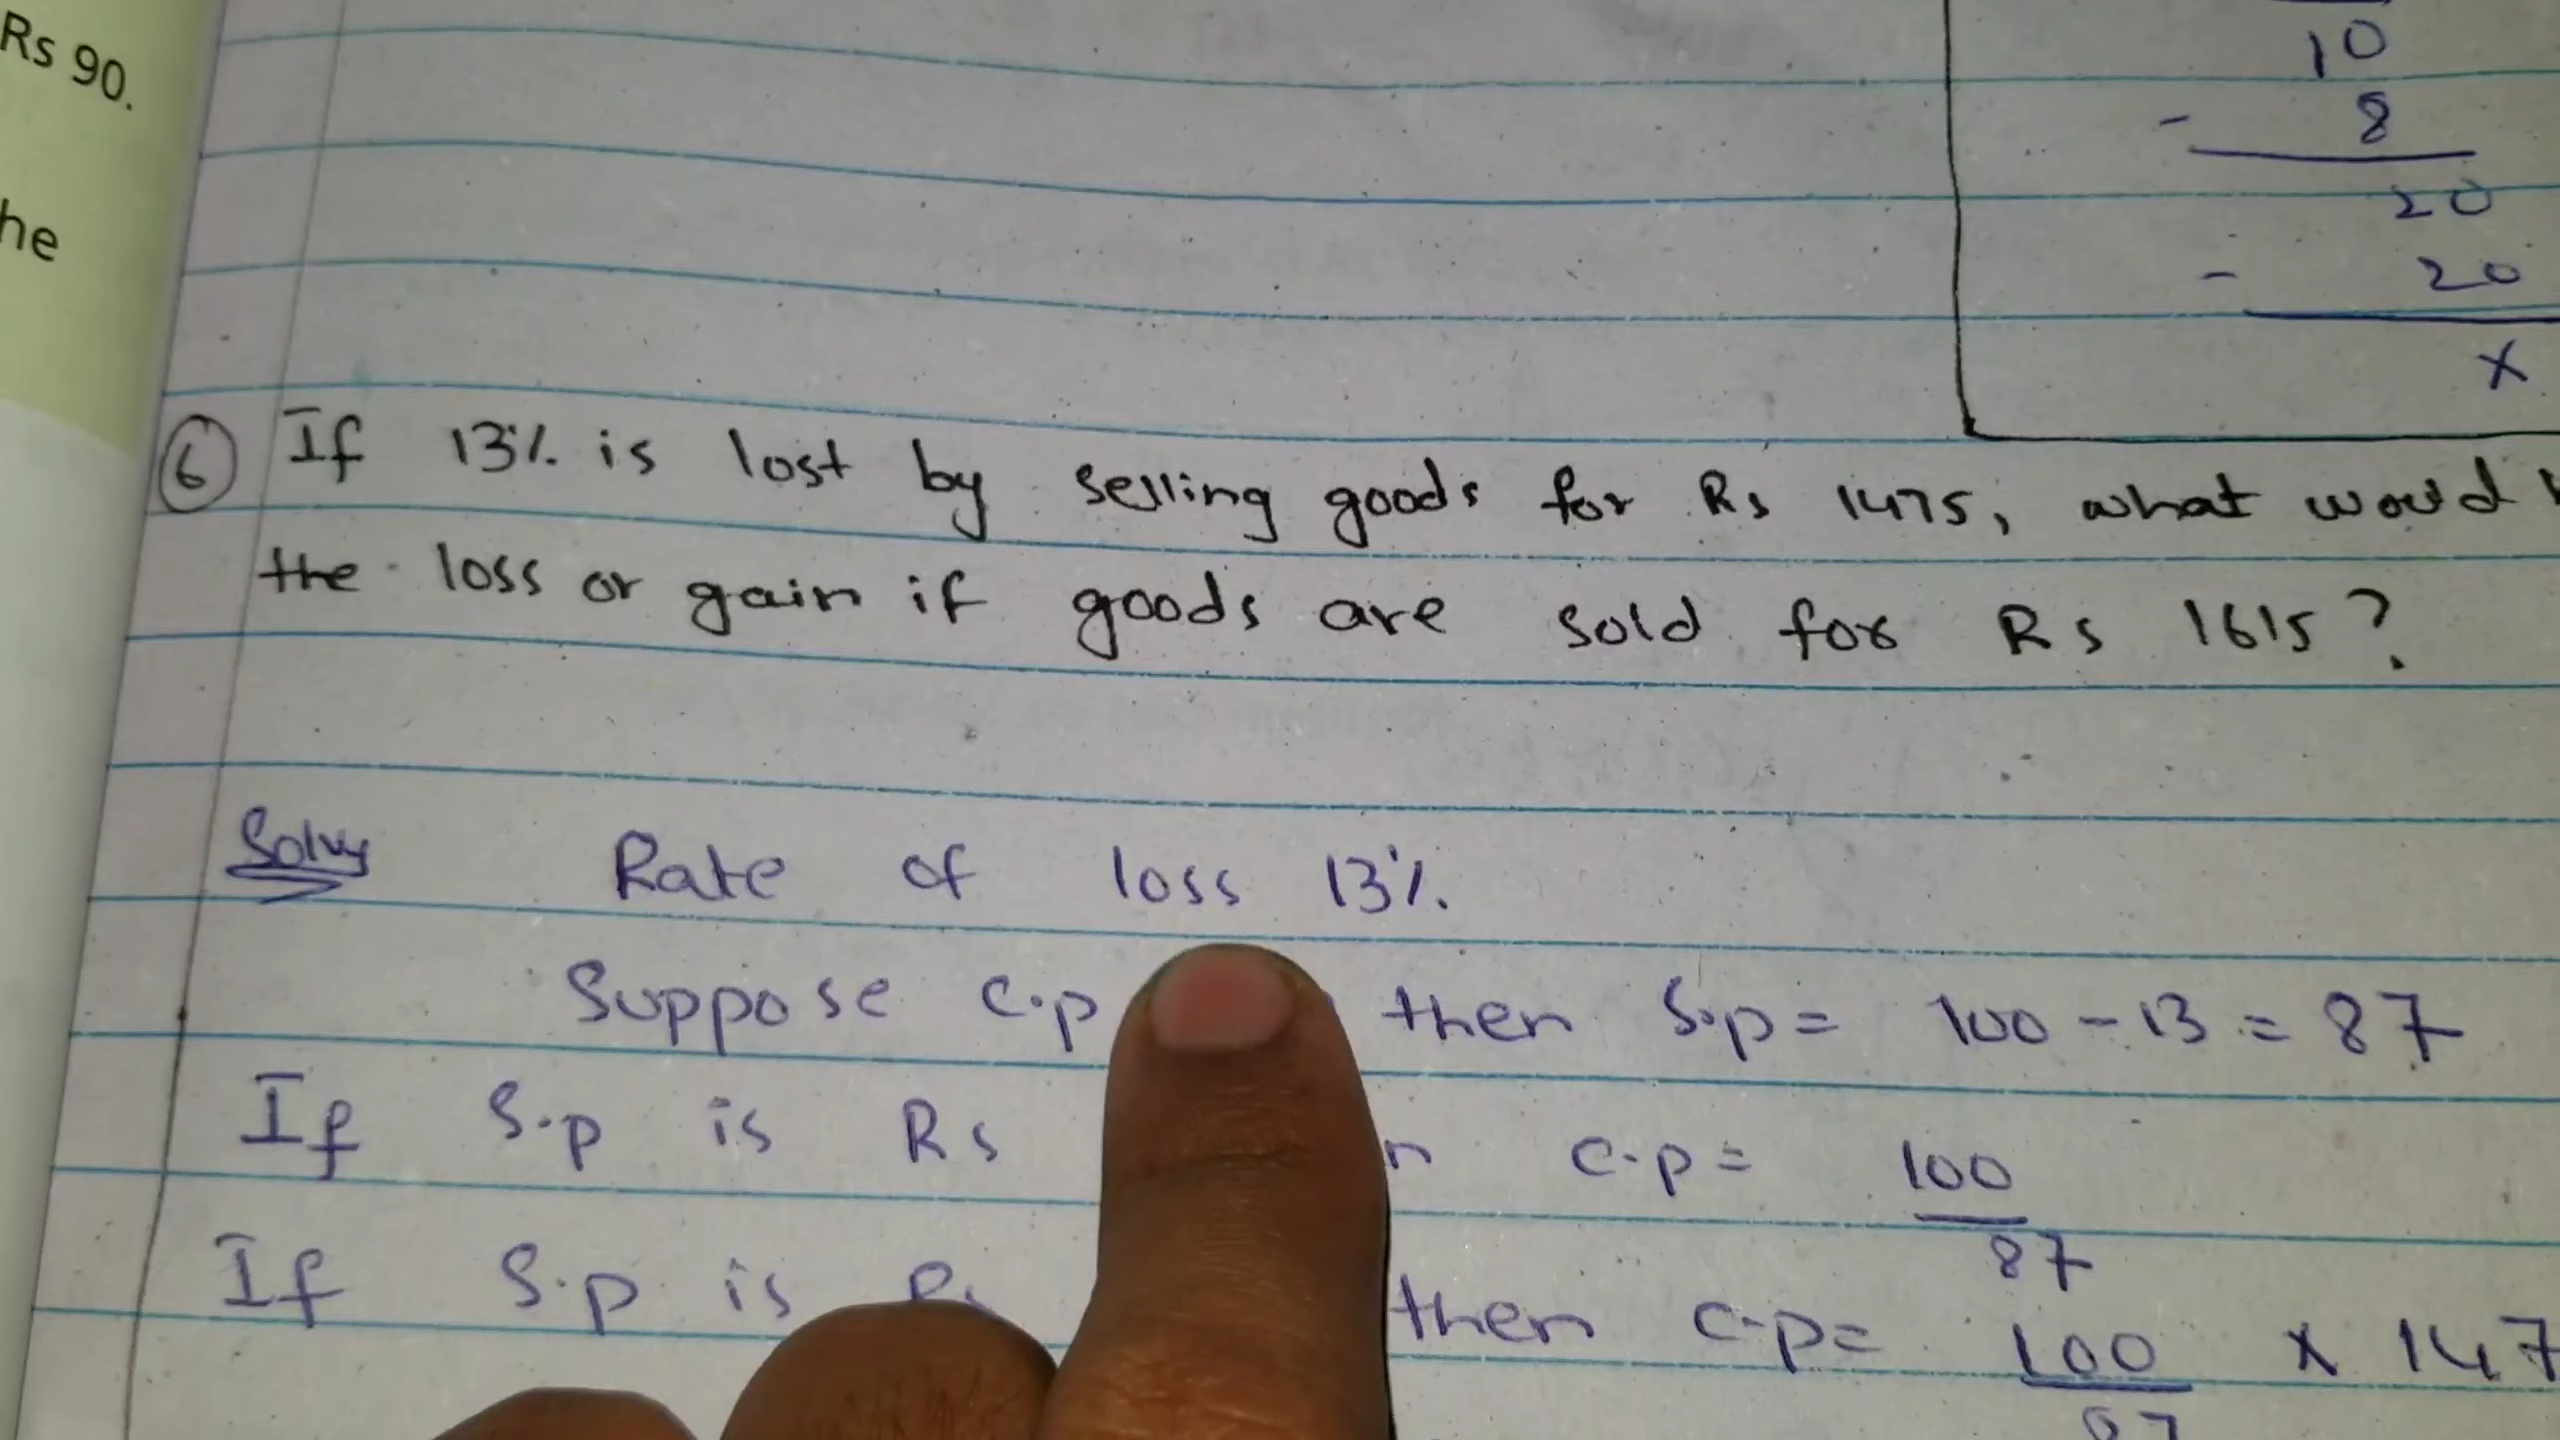 Rs 90.
he
10
- 8
20
- 20
x
6 If 13% is lost by selling goods for Rs 1475, what would
the loss or gain if goods are sold for Rs 1615?
Rate of loss 13%.
Suppose c.p then S.p = 100 - 13 = 87
If S.p is Rs c.p = 100
87
If S.p is then c.p = 100 x 147
87